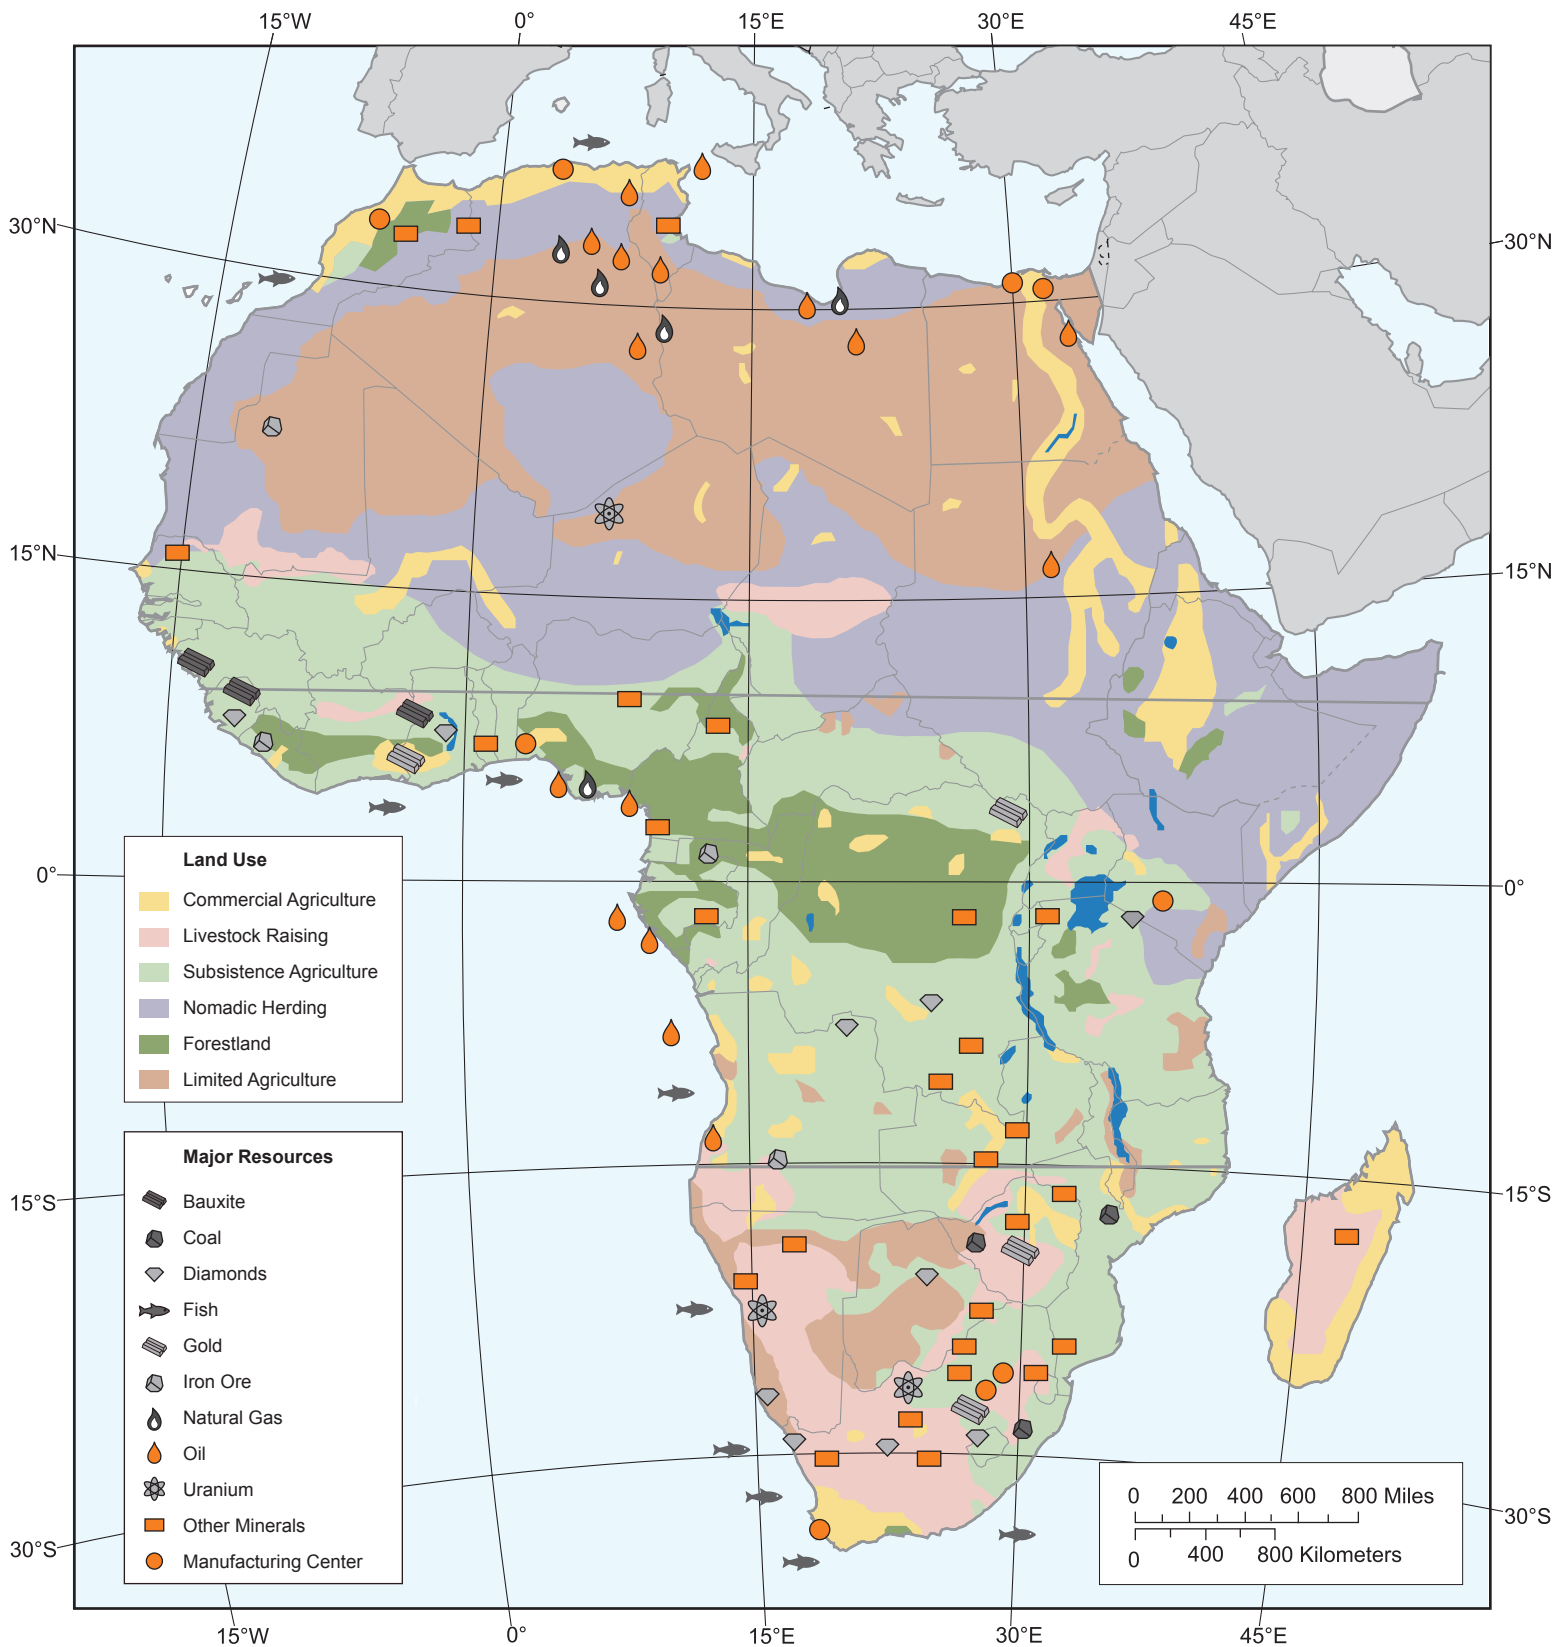 15°W 0° 15°E 30°E 45°E
30°N 30°N
15°N 15°N
0° 0°
15°S 15°S
30°S 30°S
Land Use
Commercial Agriculture
Livestock Raising
Subsistence Agriculture
Nomadic Herding
Forestland
Limited Agriculture
Major Resources
Bauxite
Coal
Diamonds
Fish
Gold
Iron Ore
Natural Gas
Oil
Uranium
Other Minerals
Manufacturing Center
0 200 400 600 800 Miles
0 400 800 Kilometers
15°W 0° 15°E 30°E 45°E